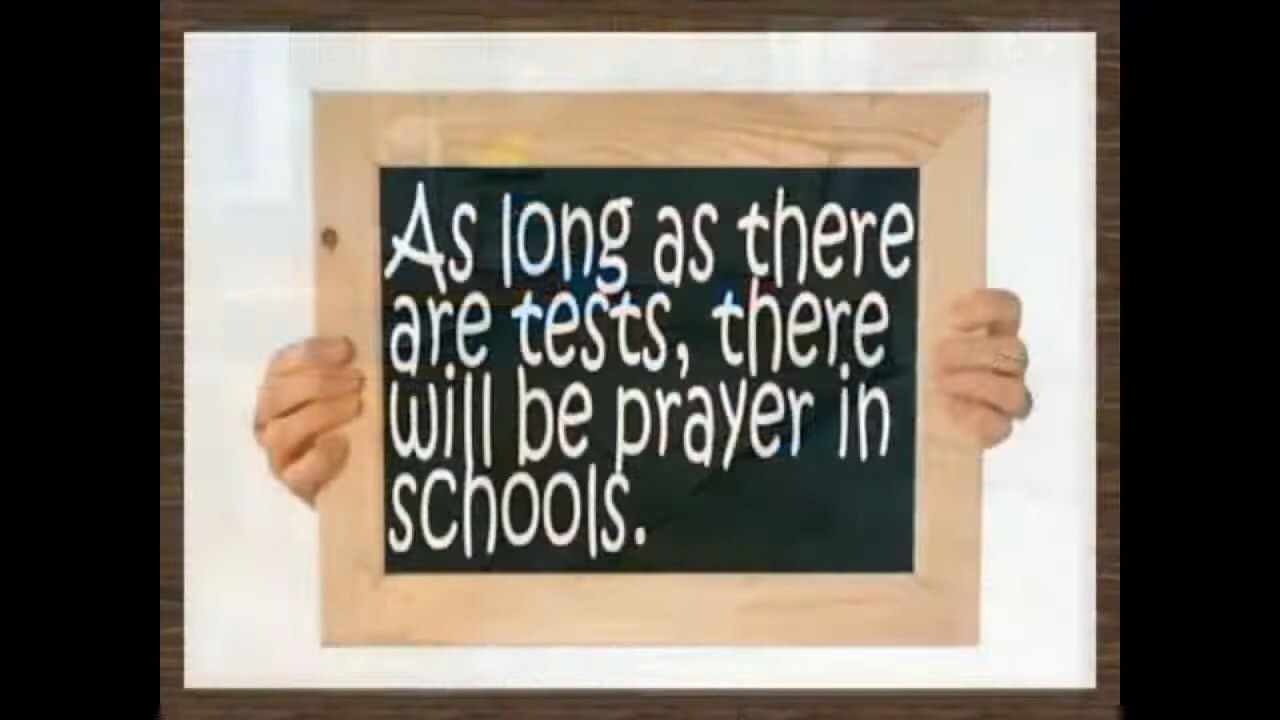 As long as there
are tests, there
will be prayer in
schools.